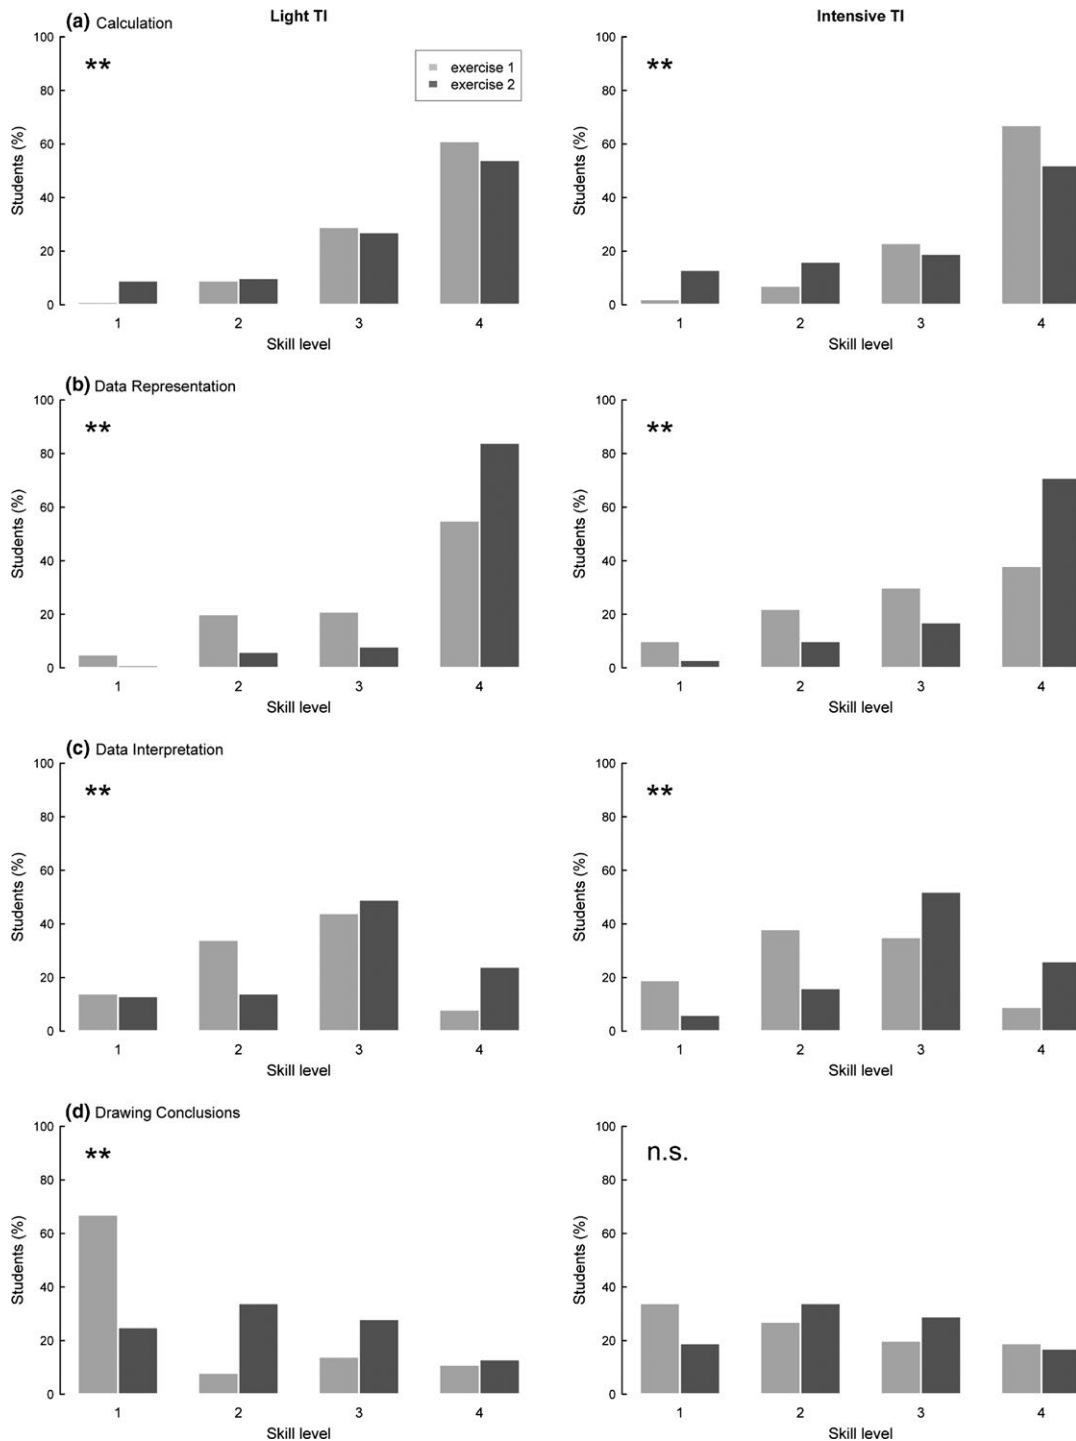 (a) Calculation
Light TI
Intensive TI
100
80
60
40
20
0
Students (%)
**
exercise 1
exercise 2
1 2 3 4
Skill level
100
80
60
40
20
0
Students (%)
**
1 2 3 4
Skill level
(b) Data Representation
100
80
60
40
20
0
Students (%)
**
1 2 3 4
Skill level
100
80
60
40
20
0
Students (%)
**
1 2 3 4
Skill level
(c) Data Interpretation
100
80
60
40
20
0
Students (%)
**
1 2 3 4
Skill level
100
80
60
40
20
0
Students (%)
**
1 2 3 4
Skill level
(d) Drawing Conclusions
100
80
60
40
20
0
Students (%)
**
1 2 3 4
Skill level
100
80
60
40
20
0
Students (%)
n.s.
1 2 3 4
Skill level